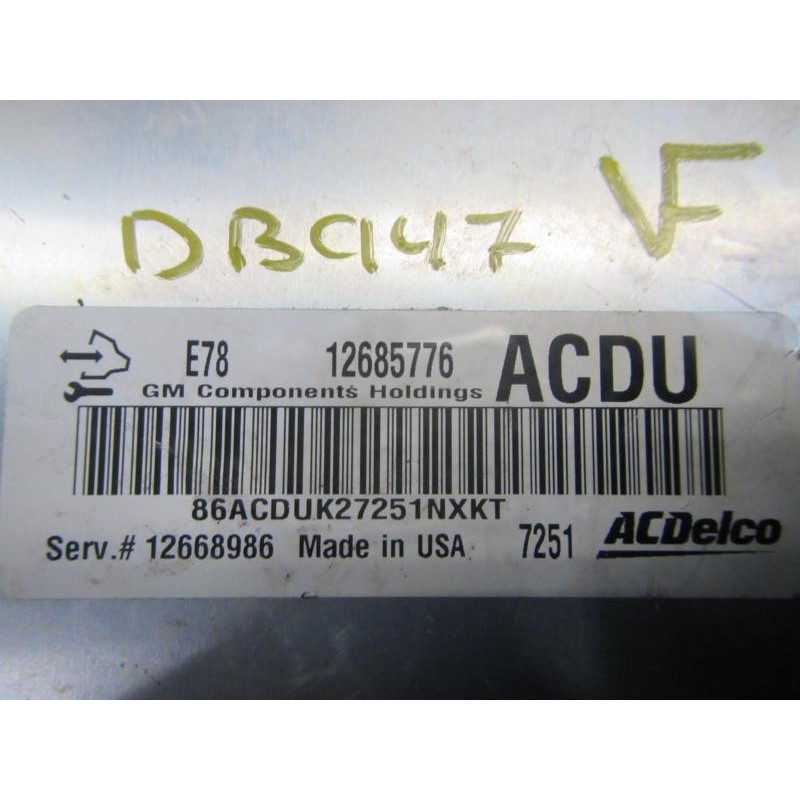 DB947 VF
E78 12685776 ACDU
GM Components Holdings
86ACDUK27251NXKT
Serv.# 12668986 Made in USA 7251 ACDelco